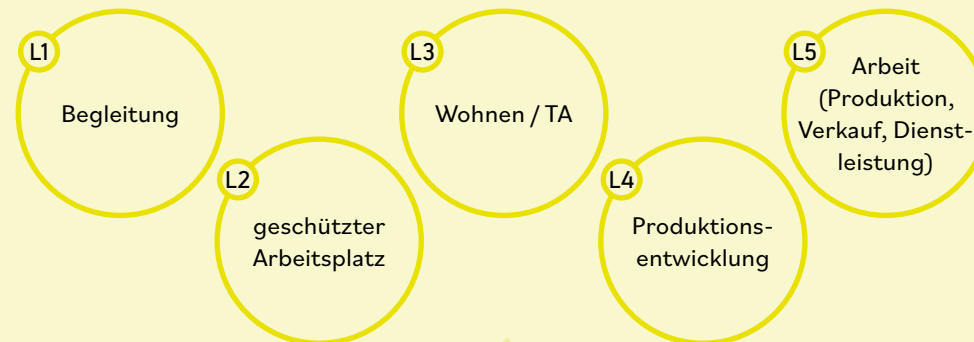 L1
Begleitung
L2
geschützter
Arbeitsplatz
L3
Wohnen / TA
L4
Produktions-
entwicklung
L5
Arbeit
(Produktion,
Verkauf, Dienst-
leistung)